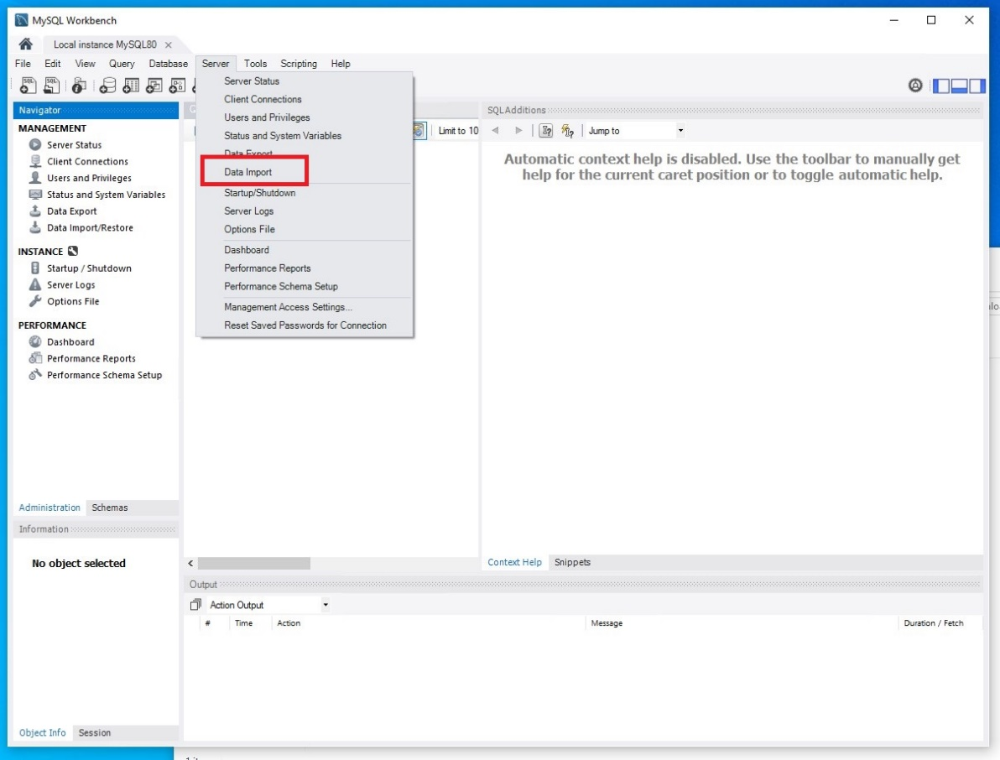 MySQL Workbench
Local instance MySQL80
File Edit View Query Database Server Tools Scripting Help
SQL SQL
Navigator
MANAGEMENT
Server Status
Client Connections
Users and Privileges
Status and System Variables
Data Export
Data Import/Restore
INSTANCE
Startup / Shutdown
Server Logs
Options File
PERFORMANCE
Dashboard
Performance Reports
Performance Schema Setup
Administration Schemas
Information
No object selected
Object Info Session
Server Status
Client Connections
Users and Privileges
Status and System Variables
Data Export
Data Import
Startup/Shutdown
Server Logs
Options File
Dashboard
Performance Reports
Performance Schema Setup
Management Access Settings...
Reset Saved Passwords for Connection
Limit to 10
SQLAdditions
Jump to
Automatic context help is disabled. Use the toolbar to manually get
help for the current caret position or to toggle automatic help.
Context Help Snippets
Output
Action Output
# Time Action Message Duration / Fetch